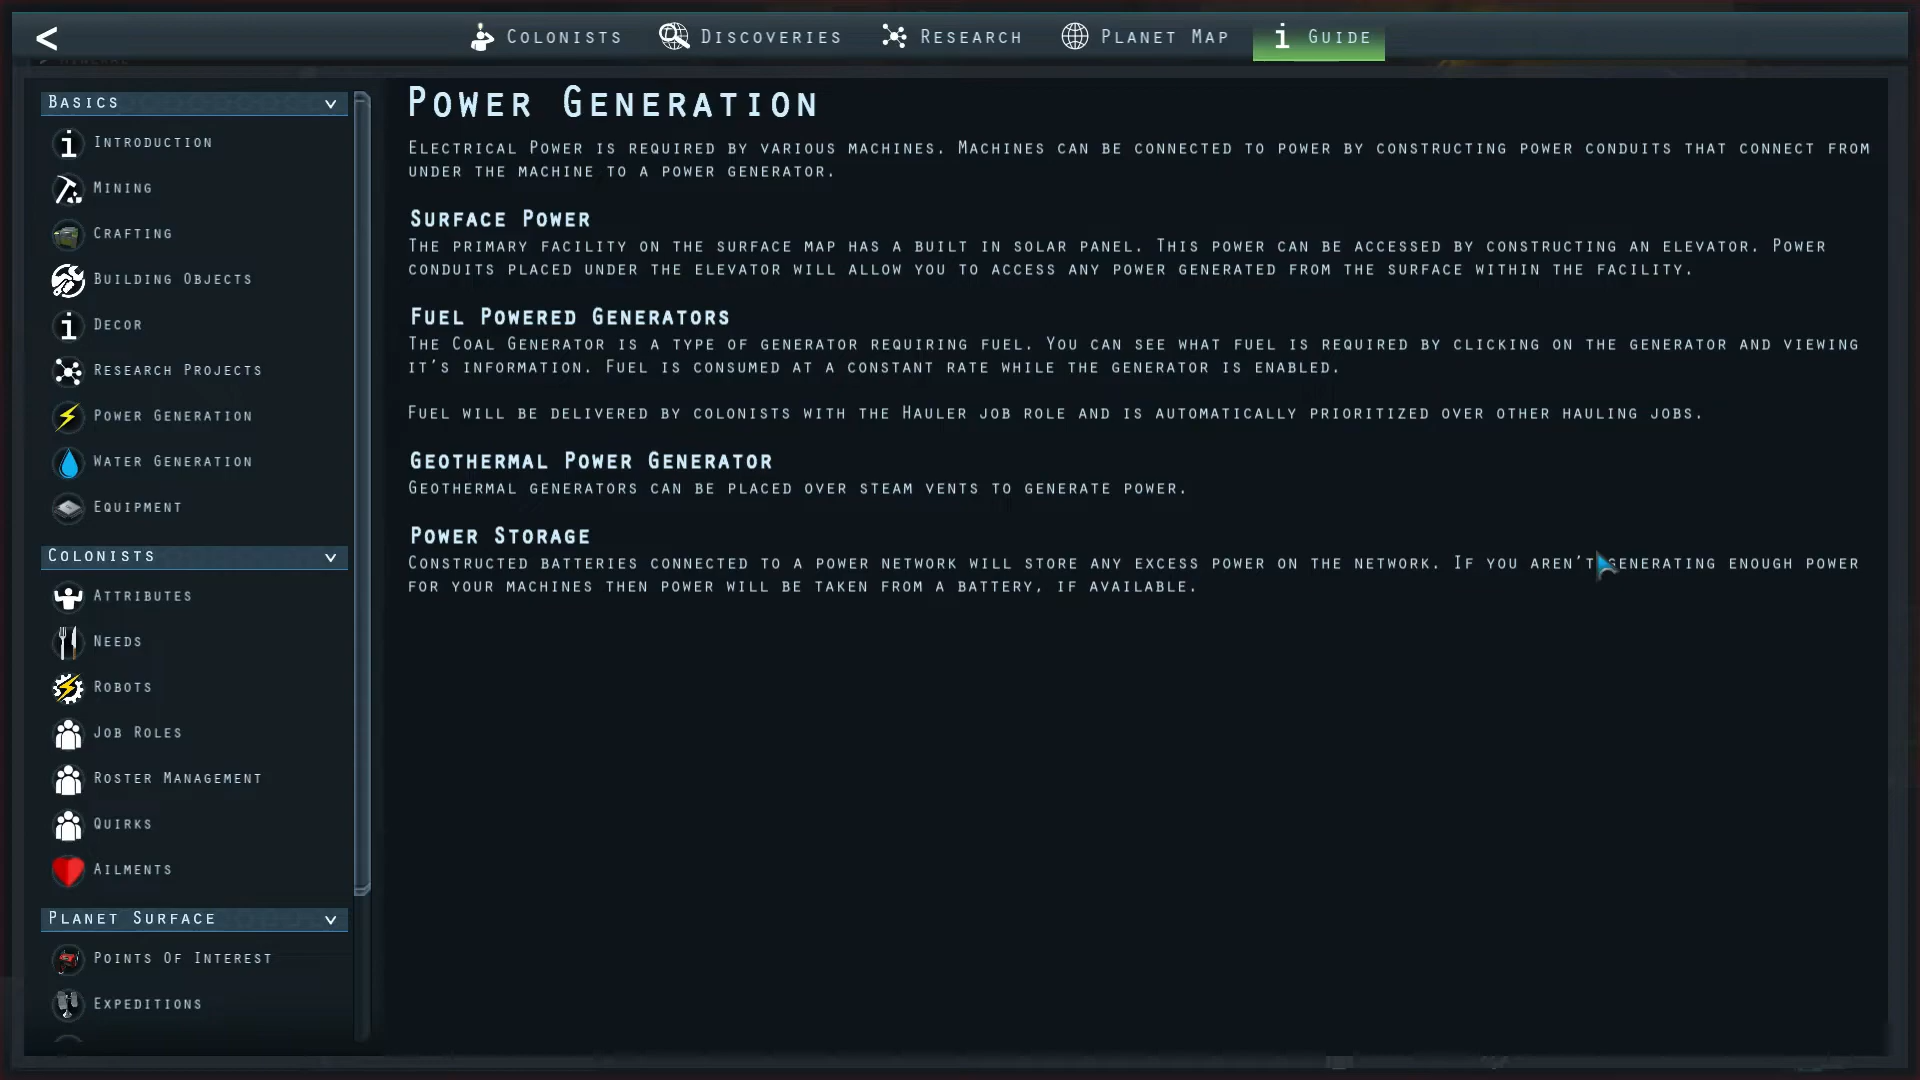 <
Colonists
Discoveries
Research
Planet Map
Guide
Basics
Introduction
Mining
Crafting
Building Objects
Decor
Research Projects
Power Generation
Water Generation
Equipment
Colonists
Attributes
Needs
Robots
Job Roles
Roster Management
Quirks
Ailments
Planet Surface
Points Of Interest
Expeditions
Power Generation
Electrical Power is required by various machines. Machines can be connected to power by constructing power conduits that connect from
under the machine to a power generator.
Surface Power
The primary facility on the surface map has a built in solar panel. This power can be accessed by constructing an elevator. Power
conduits placed under the elevator will allow you to access any power generated from the surface within the facility.
Fuel Powered Generators
The Coal Generator is a type of generator requiring fuel. You can see what fuel is required by clicking on the generator and viewing
it's information. Fuel is consumed at a constant rate while the generator is enabled.
Fuel will be delivered by colonists with the Hauler job role and is automatically prioritized over other hauling jobs.
Geothermal Power Generator
Geothermal generators can be placed over steam vents to generate power.
Power Storage
Constructed batteries connected to a power network will store any excess power on the network. If you aren't generating enough power
for your machines then power will be taken from a battery, if available.